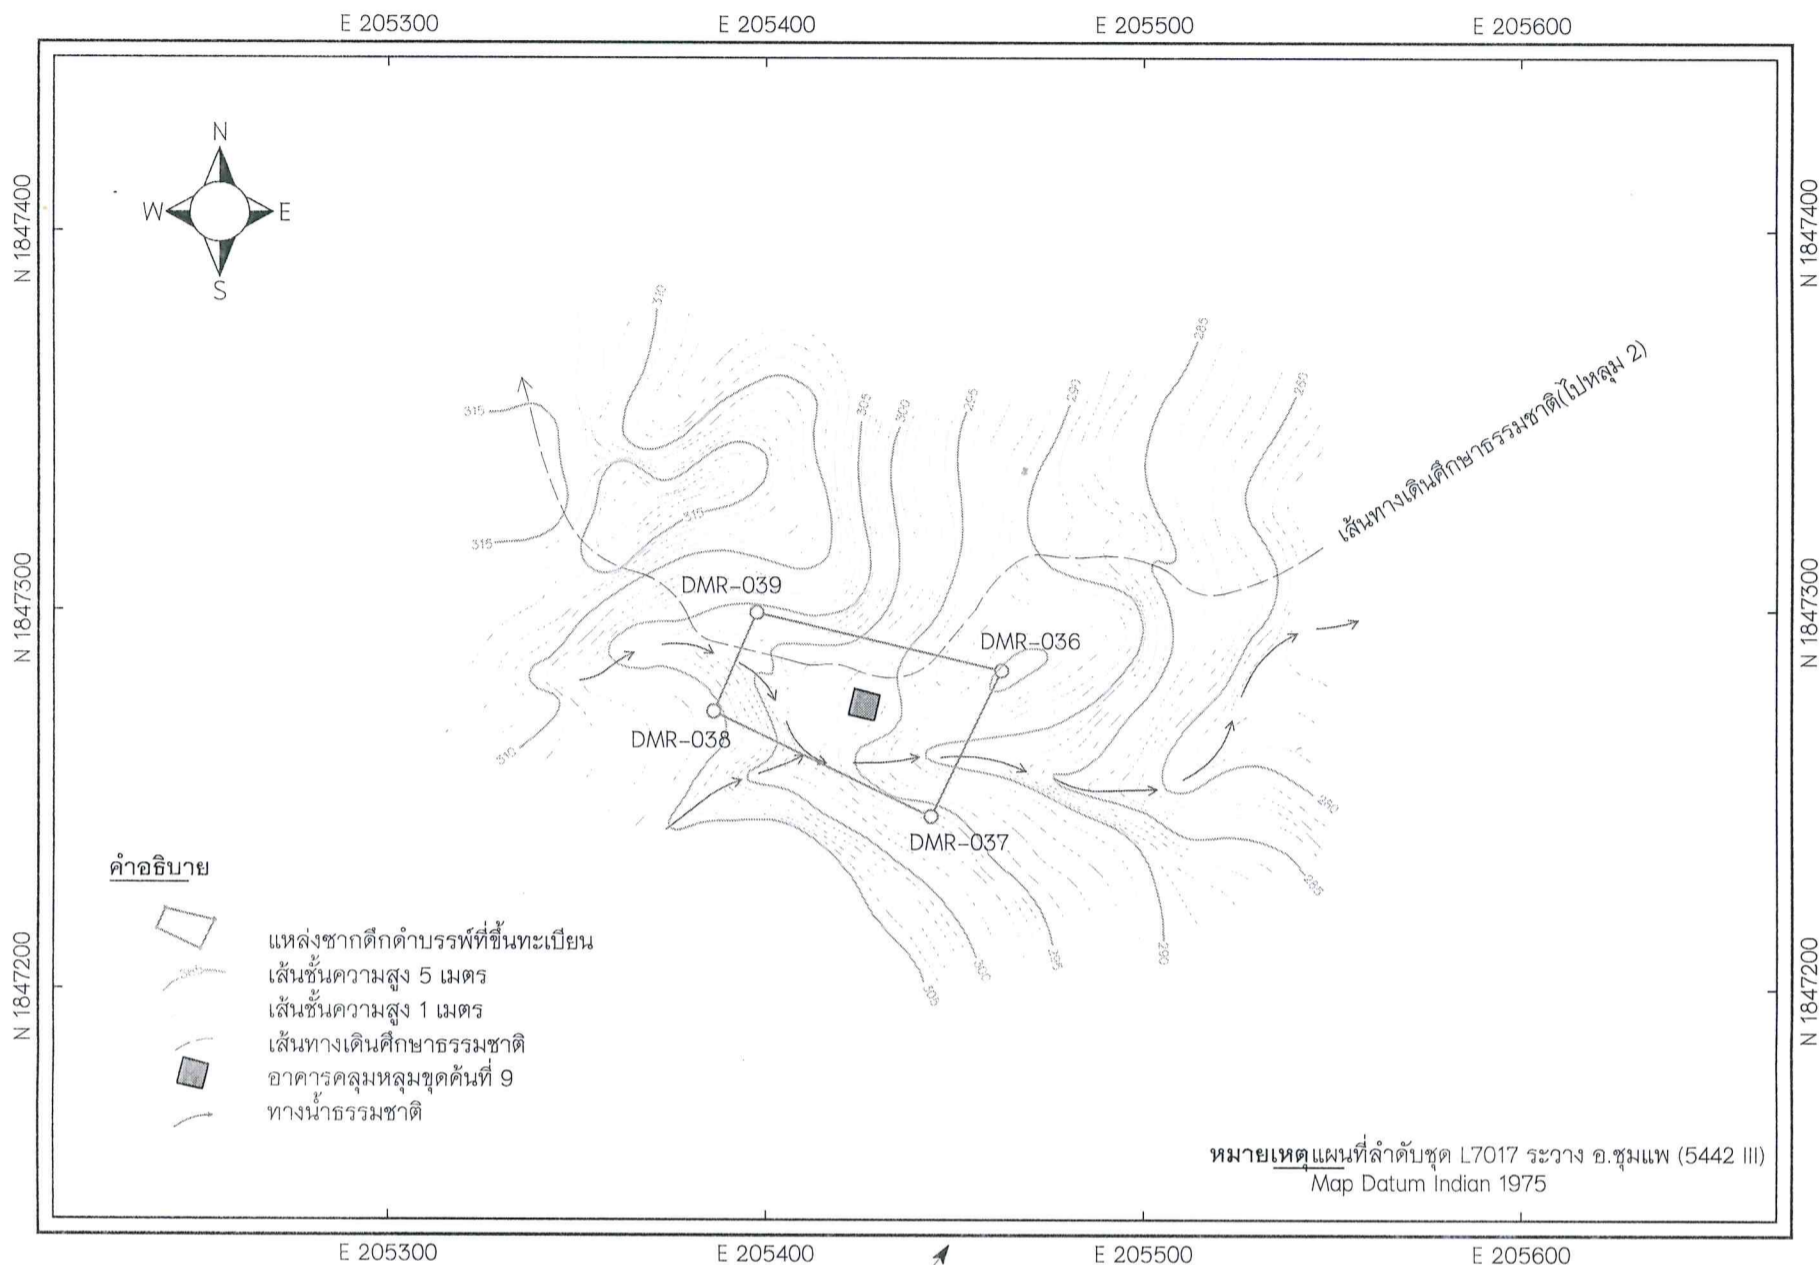 E 205300 E 205400 E 205500 E 205600
N 1847400
N 1847400
N
W E
S
310
285
เส้นทางเดินศึกษาธรรมชาติ(ไปหลุม 2)
315
305
300
295
290
315
315
N 1847300
N 1847300
DMR-039
DMR-036
310
DMR-038
DMR-037
280
285
290
295
300
305
คำอธิบาย
แหล่งซากดึกดำบรรพ์ที่ขึ้นทะเบียน
เส้นชั้นความสูง 5 เมตร
เส้นชั้นความสูง 1 เมตร
เส้นทางเดินศึกษาธรรมชาติ
อาคารคลุมหลุมขุดค้นที่ 9
ทางน้ำธรรมชาติ
N 1847200
N 1847200
หมายเหตุแผนที่ลำดับชุด L7017 ระวาง อ.ชุมแพ (5442 III)
Map Datum Indian 1975
E 205300 E 205400 E 205500 E 205600